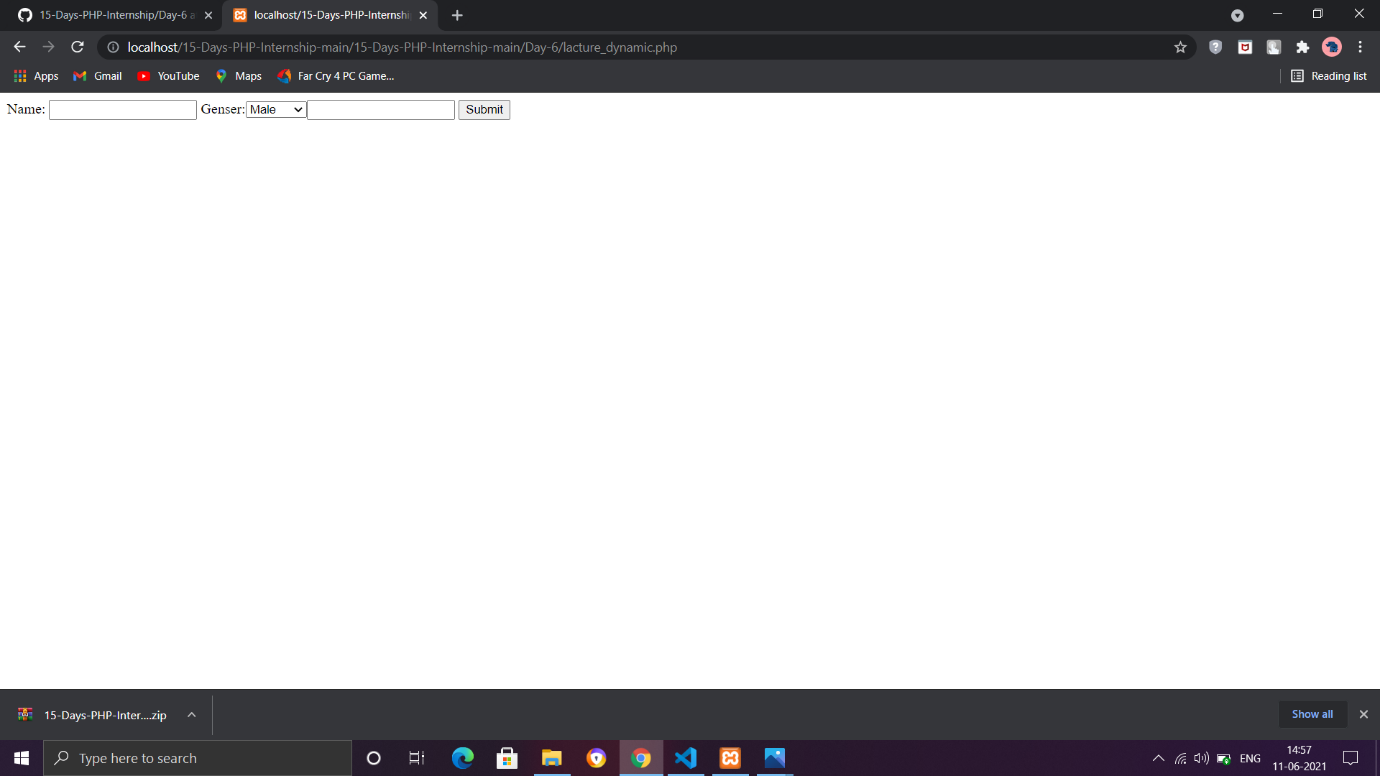 15-Days-PHP-Internship/Day-6 a
localhost/15-Days-PHP-Internshi
localhost/15-Days-PHP-Internship-main/15-Days-PHP-Internship-main/Day-6/lacture_dynamic.php
Apps Gmail YouTube Maps Far Cry 4 PC Game... Reading list
Name: Genser: Male Submit
15-Days-PHP-Inter....zip Show all
Type here to search ENG 14:57
11-06-2021